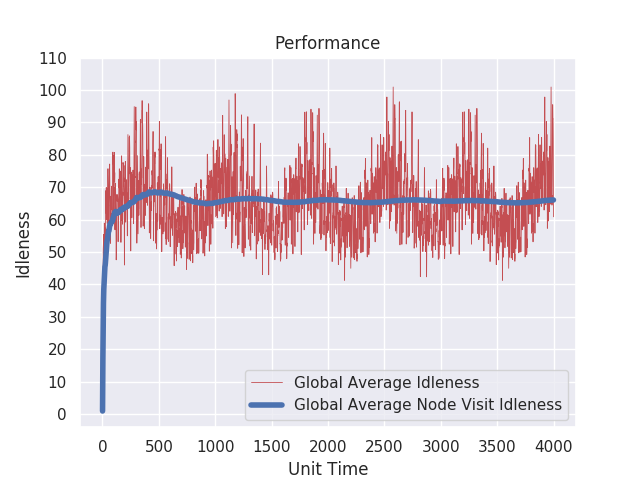 Performance
110
100
90
80
70
60
50
40
30
20
10
0
Idleness
Global Average Idleness
Global Average Node Visit Idleness
0 500 1000 1500 2000 2500 3000 3500 4000
Unit Time